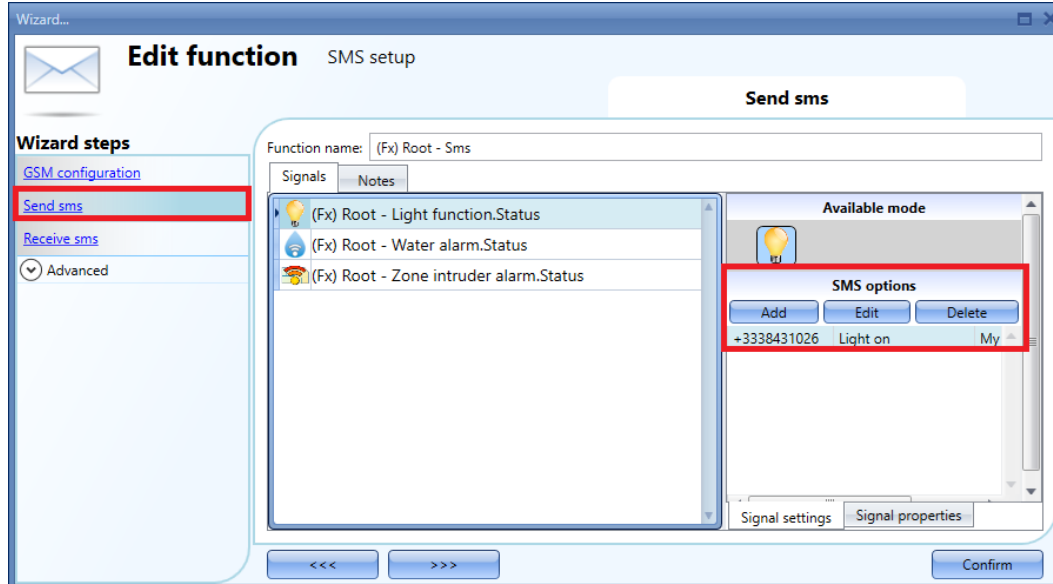 Wizard...
Edit function SMS setup
Send sms
Wizard steps
GSM configuration
Send sms
Receive sms
Advanced
Function name: (Fx) Root - Sms
Signals Notes
(Fx) Root - Light function.Status
(Fx) Root - Water alarm.Status
(Fx) Root - Zone intruder alarm.Status
Available mode
SMS options
Add Edit Delete
+3338431026 Light on My
Signal settings Signal properties
<<< >>> Confirm